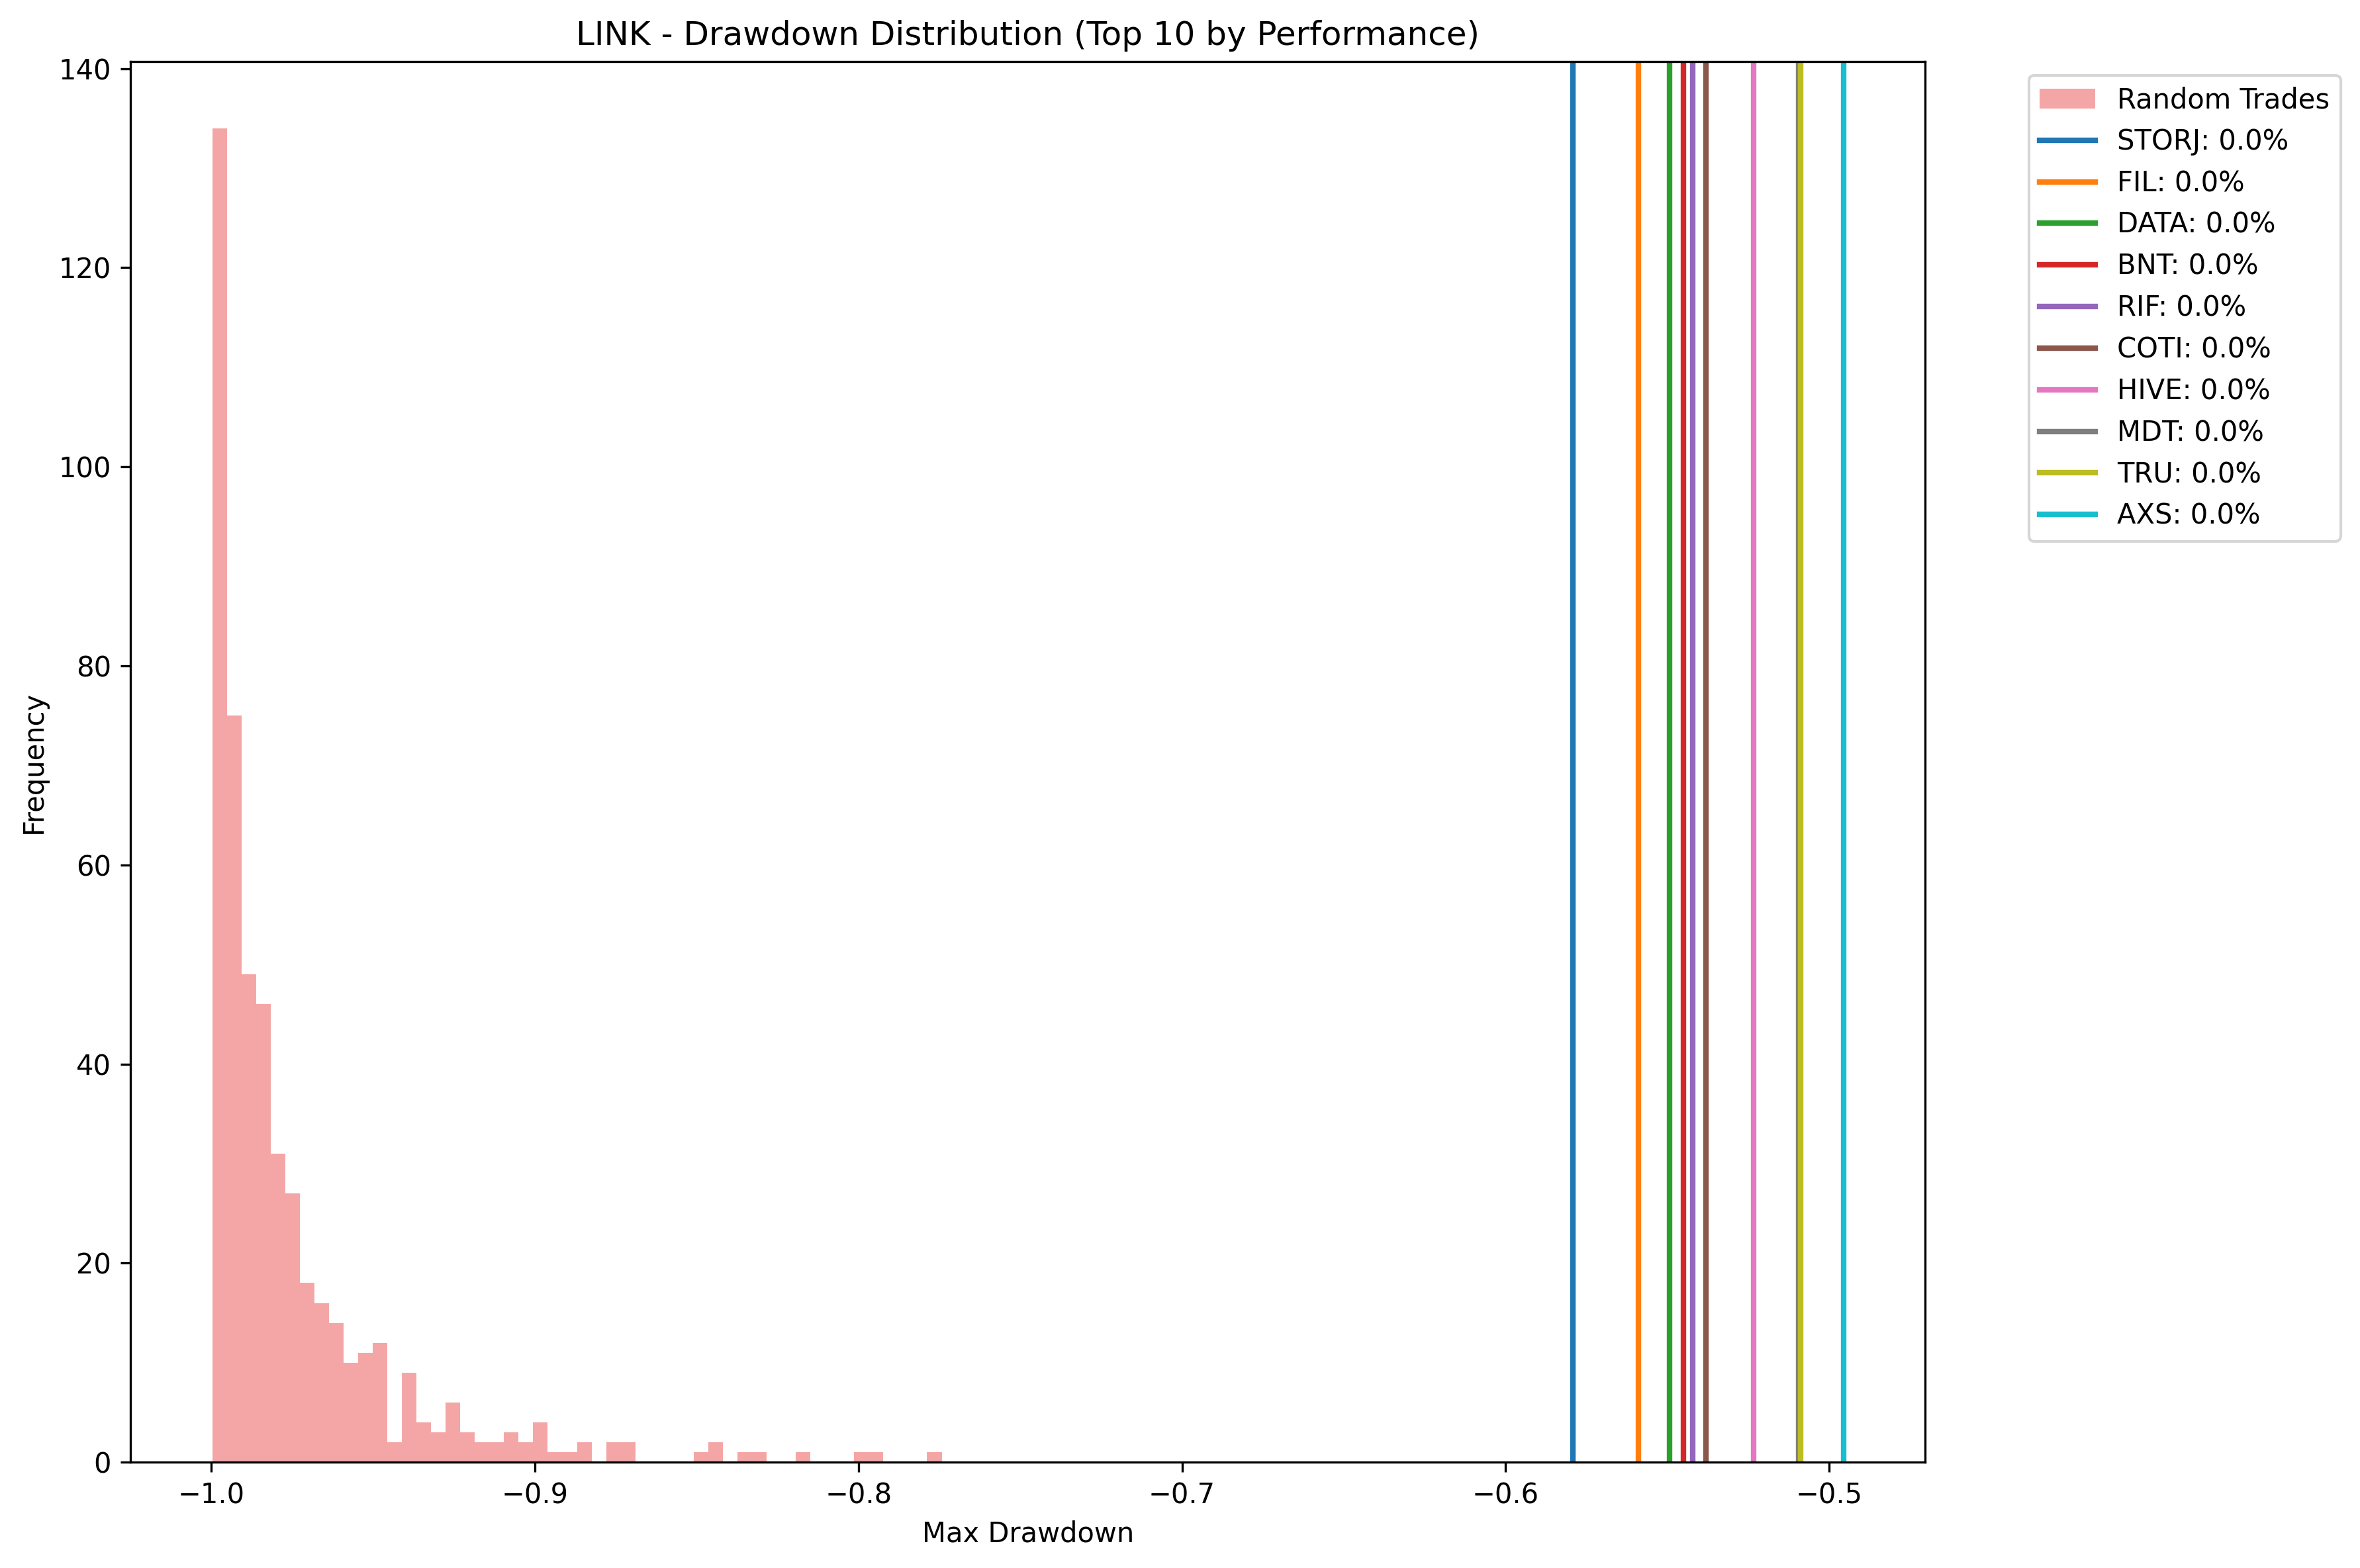 LINK - Drawdown Distribution (Top 10 by Performance)
140
120
100
80
60
40
20
0
Frequency
−1.0
−0.9
−0.8
−0.7
−0.6
−0.5
Max Drawdown
Random Trades
STORJ: 0.0%
FIL: 0.0%
DATA: 0.0%
BNT: 0.0%
RIF: 0.0%
COTI: 0.0%
HIVE: 0.0%
MDT: 0.0%
TRU: 0.0%
AXS: 0.0%